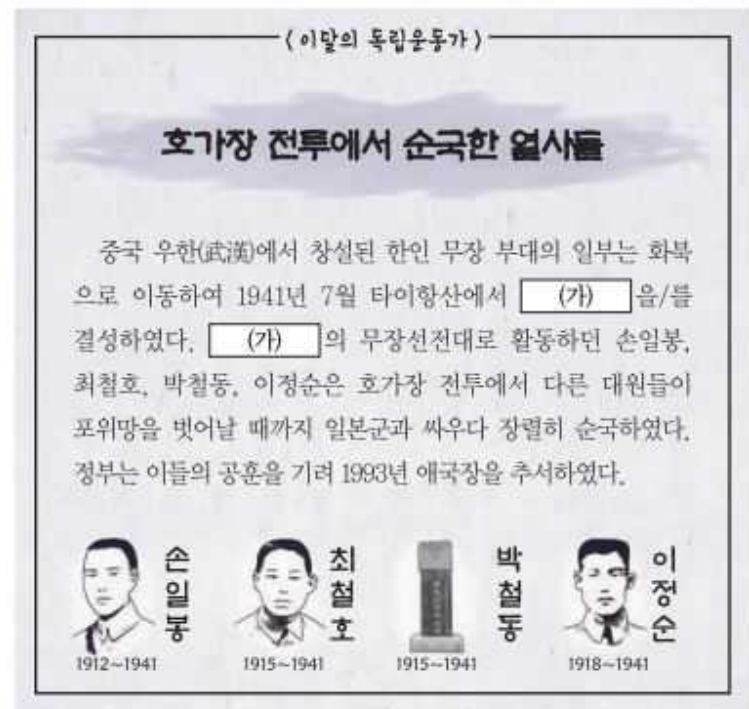 〈이달의 독립운동가〉
호가장 전투에서 순국한 열사들
중국 우한(武漢)에서 창설된 한인 무장 부대의 일부는 화북
으로 이동하여 1941년 7월 타이항산에서 (가) 을/를
결성하였다. (가) 의 무장선전대로 활동하던 손일봉,
최철호, 박철동, 이정순은 호가장 전투에서 다른 대원들이
포위망을 벗어날 때까지 일본군과 싸우다 장렬히 순국하였다.
정부는 이들의 공훈을 기려 1993년 애국장을 추서하였다.
손일봉
1912~1941
최철호
1915~1941
박철동
1915~1941
이정순
1918~1941